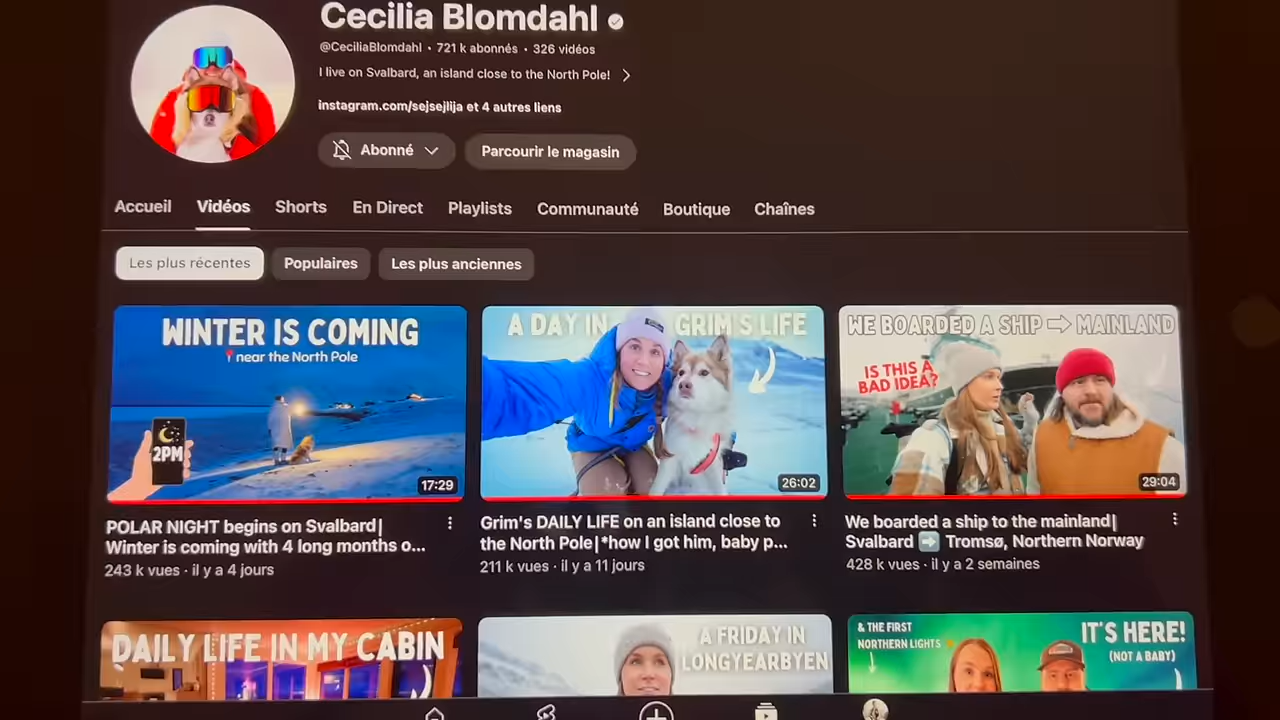 Cecilia Blomdahl
@CeciliaBlomdahl · 721 k abonnés · 326 vidéos
I live on Svalbard, an island close to the North Pole!
instagram.com/sejsejlija et 4 autres liens
Abonné
Parcourir le magasin
Accueil Vidéos Shorts En Direct Playlists Communauté Boutique Chaînes
Les plus récentes Populaires Les plus anciennes
WINTER IS COMING
near the North Pole
2PM
17:29
POLAR NIGHT begins on Svalbard|
Winter is coming with 4 long months o...
243 k vues · il y a 4 jours
A DAY IN GRIM'S LIFE
26:02
Grim's DAILY LIFE on an island close to
the North Pole|*how I got him, baby p...
211 k vues · il y a 11 jours
WE BOARDED A SHIP ⇨ MAINLAND
IS THIS A
BAD IDEA?
29:04
We boarded a ship to the mainland|
Svalbard ➡️ Tromsø, Northern Norway
428 k vues · il y a 2 semaines
DAILY LIFE IN MY CABIN
A FRIDAY IN
LONGYEARBYEN
& THE FIRST
NORTHERN LIGHTS
IT'S HERE!
(NOT A BABY)